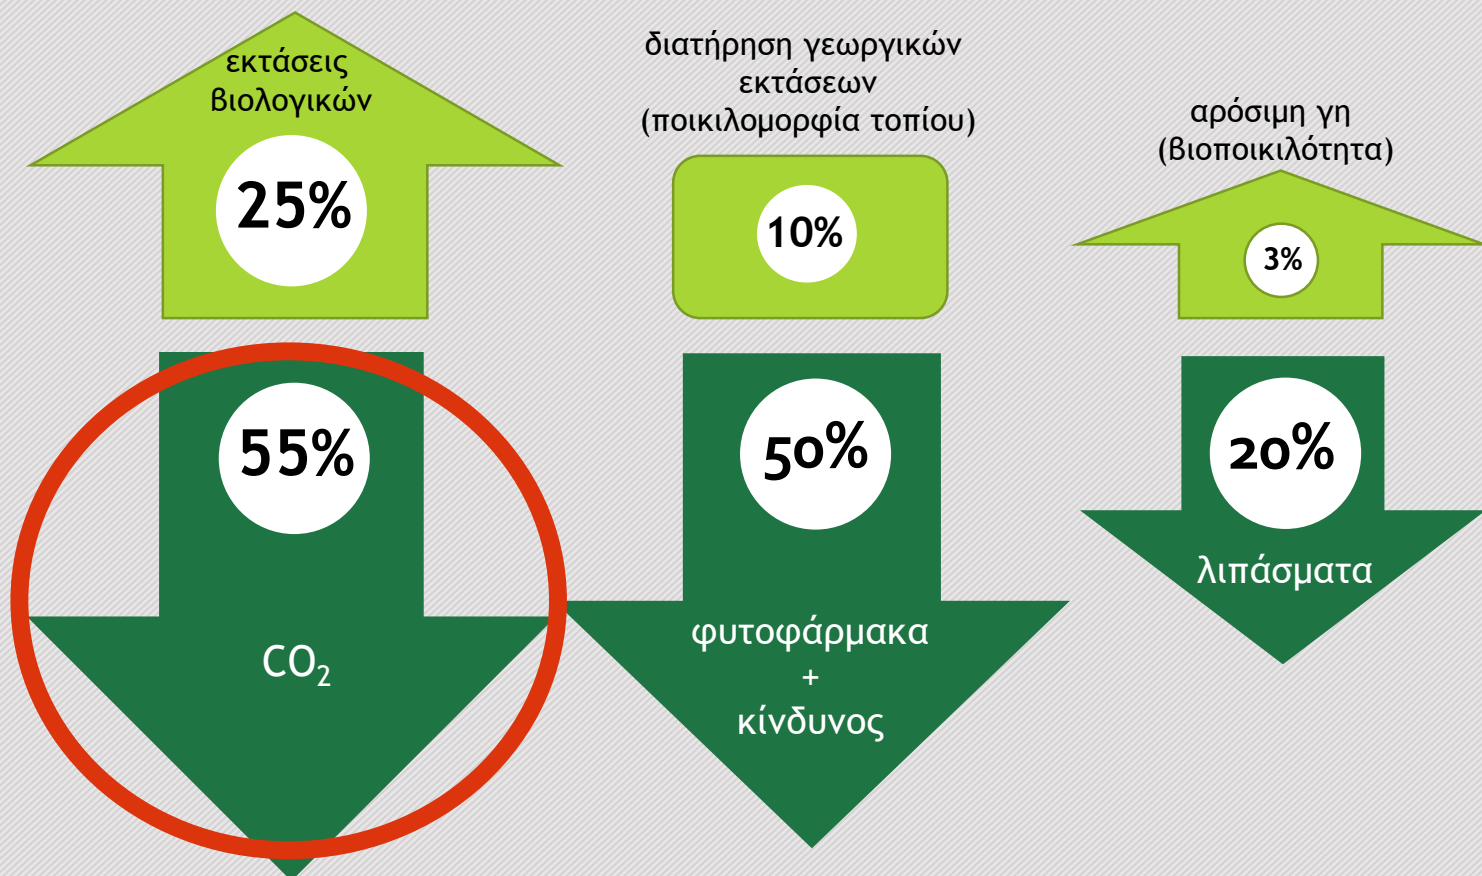 εκτάσεις
βιολογικών
25%
διατήρηση γεωργικών
εκτάσεων
(ποικιλομορφία τοπίου)
10%
αρόσιμη γη
(βιοποικιλότητα)
3%
55%
CO₂
50%
φυτοφάρμακα
+
κίνδυνος
20%
λιπάσματα